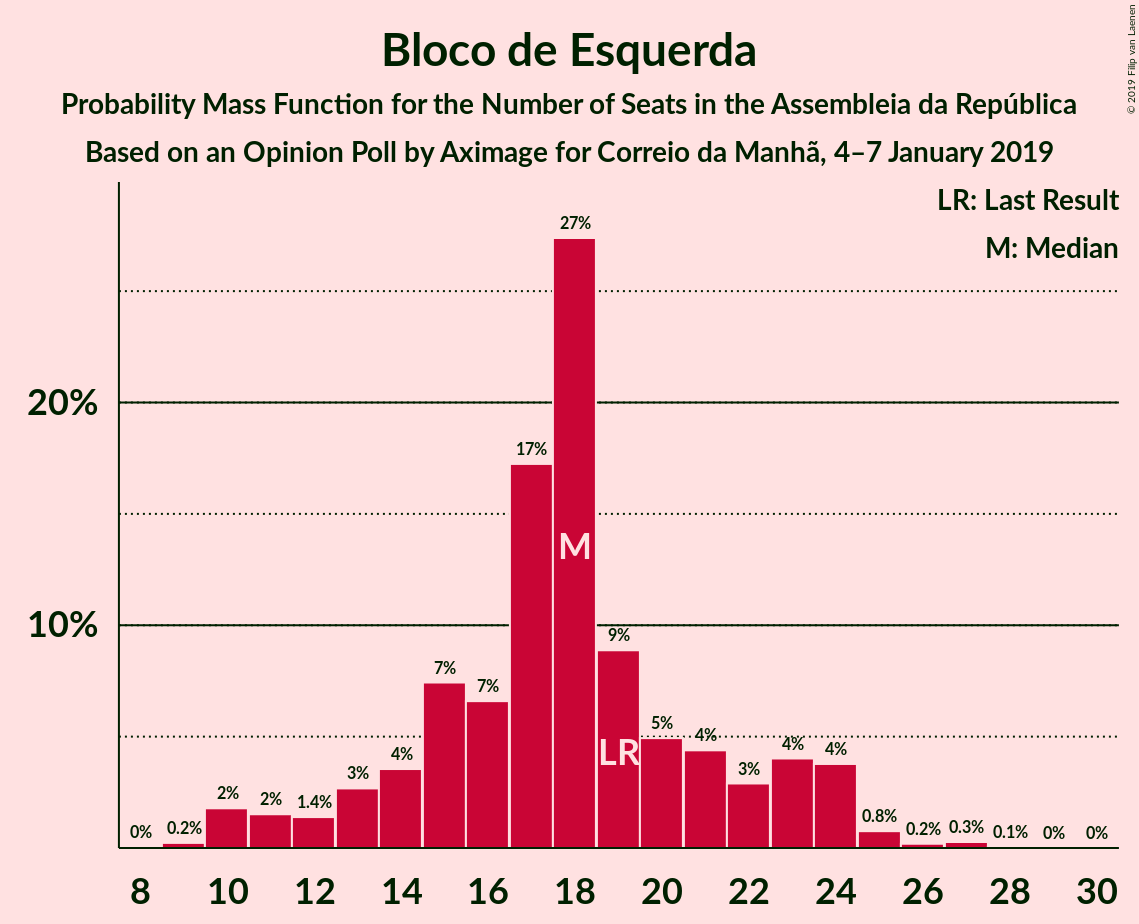 Bloco de Esquerda
Probability Mass Function for the Number of Seats in the Assembleia da República
Based on an Opinion Poll by Aximage for Correio da Manhã, 4–7 January 2019
© 2019 Filip van Laenen
LR: Last Result
M: Median
20%
10%
0%
0.2%
2%
2%
1.4%
3%
4%
7%
7%
17%
27%
9%
5%
4%
3%
4%
4%
0.8%
0.2%
0.3%
0.1%
0%
0%
M
LR
8 10 12 14 16 18 20 22 24 26 28 30